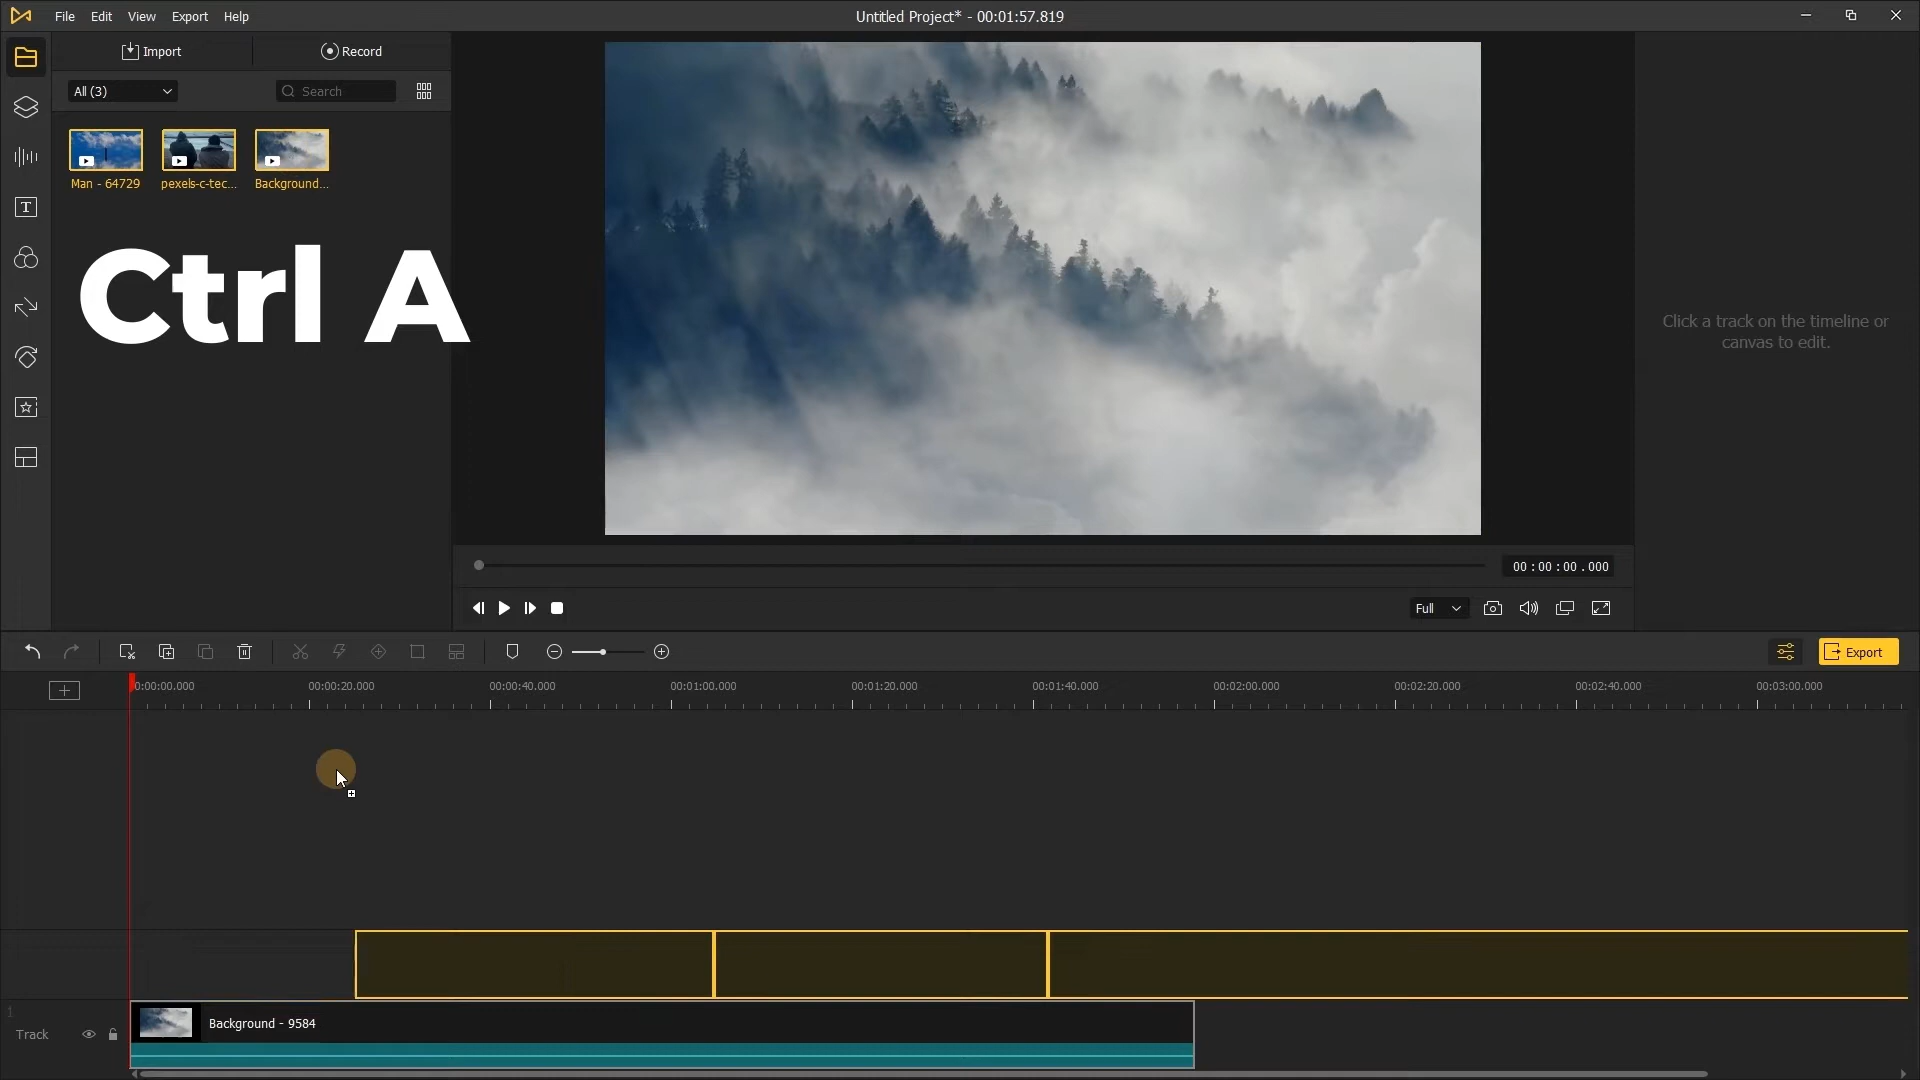 File Edit View Export Help
Untitled Project* - 00:01:57.819
Import
Record
All (3)
Search
Man - 64729
pexels-c-tec...
Background...
Ctrl A
Click a track on the timeline or
canvas to edit.
00:00:00.000
Full
Export
0:00:00.000
00:00:20.000
00:00:40.000
00:01:00.000
00:01:20.000
00:01:40.000
00:02:00.000
00:02:20.000
00:02:40.000
00:03:00.000
1
Track
Background - 9584